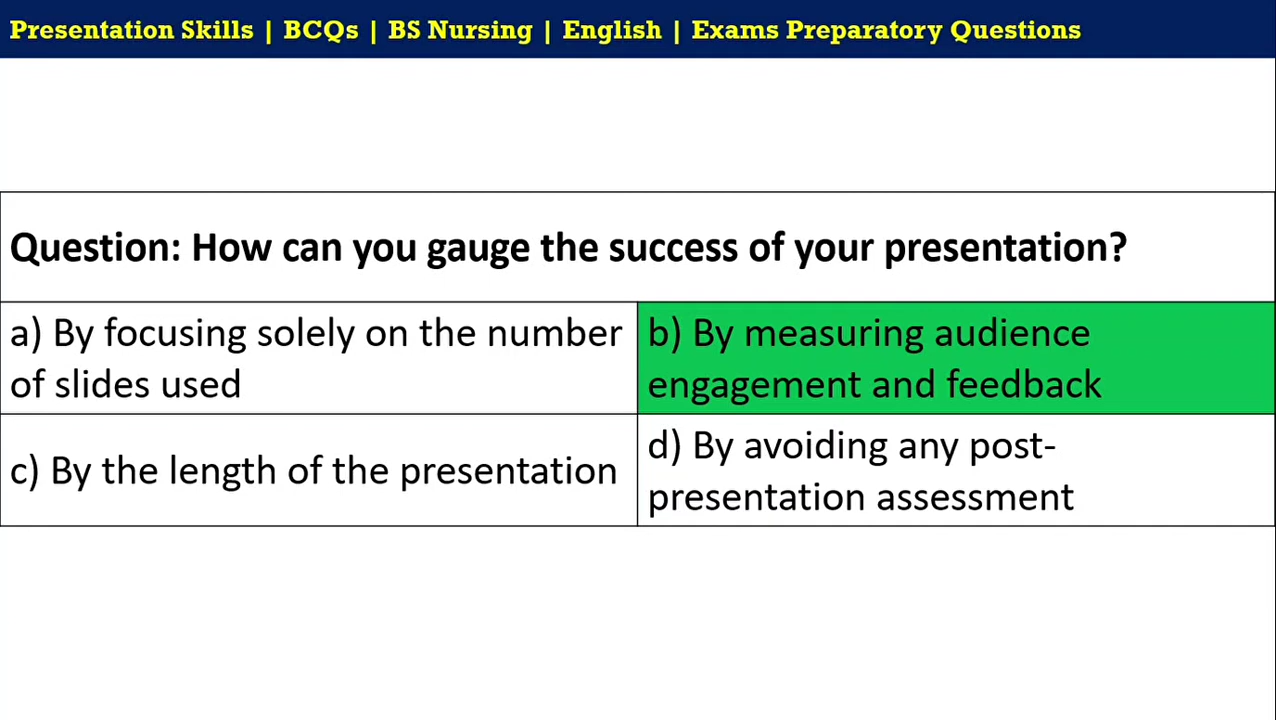 Presentation Skills | BCQs | BS Nursing | English | Exams Preparatory Questions
Question: How can you gauge the success of your presentation?
a) By focusing solely on the number
of slides used
b) By measuring audience
engagement and feedback
c) By the length of the presentation
d) By avoiding any post-
presentation assessment